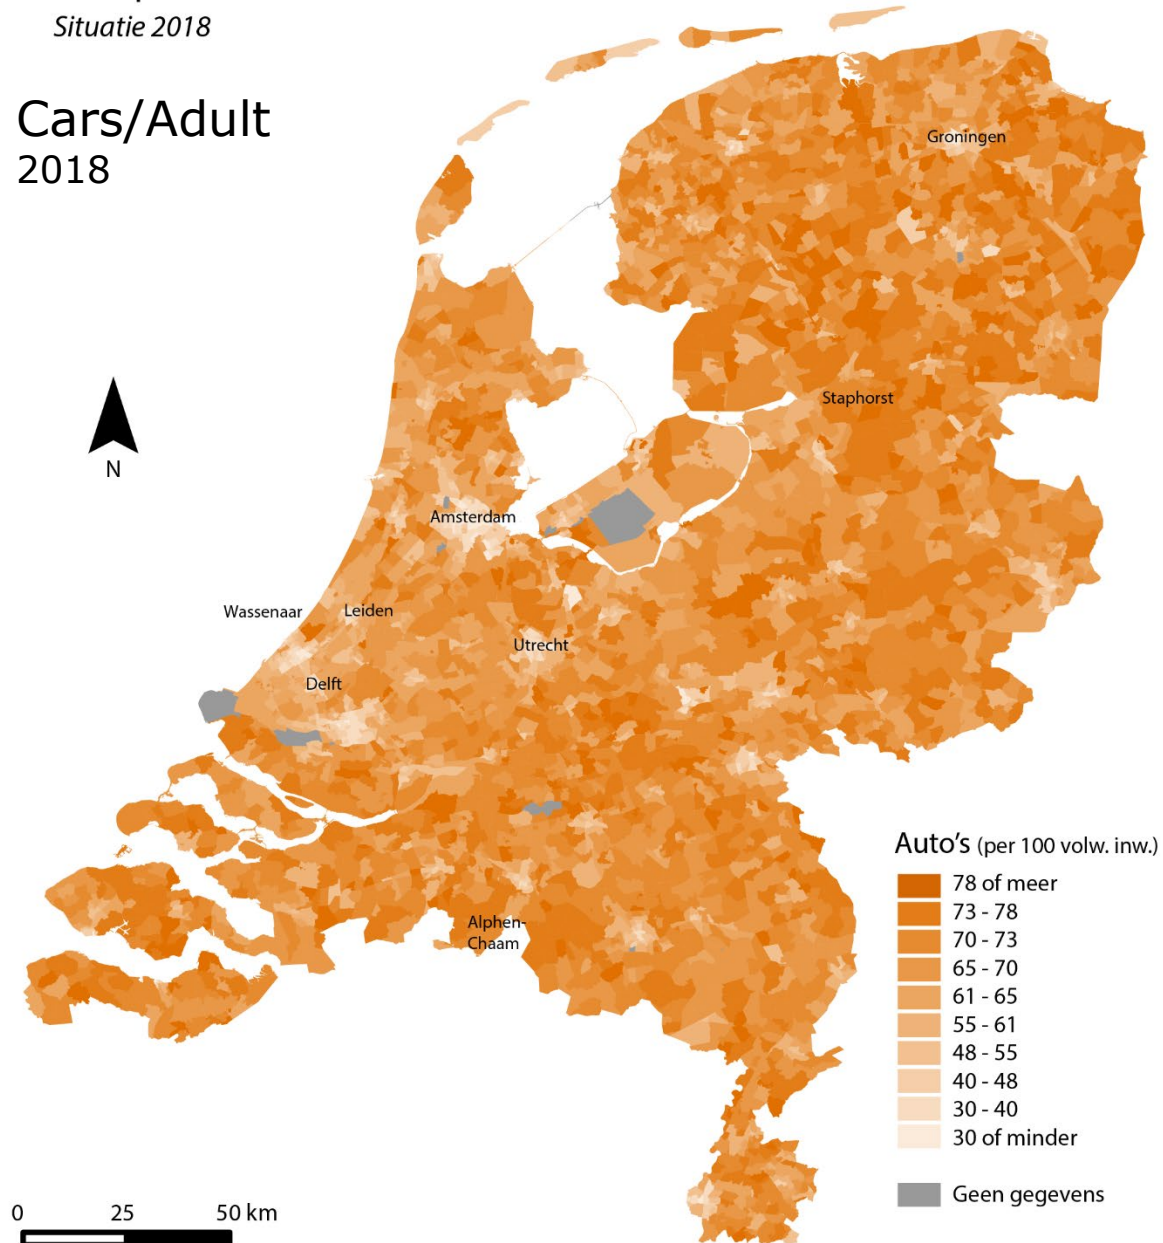 Situatie 2018
Cars/Adult
2018
Groningen
N
Staphorst
Amsterdam
Wassenaar
Leiden
Utrecht
Delft
Alphen-
Chaam
Auto's (per 100 volw. inw.)
78 of meer
73 - 78
70 - 73
65 - 70
61 - 65
55 - 61
48 - 55
40 - 48
30 - 40
30 of minder
Geen gegevens
0 25 50 km